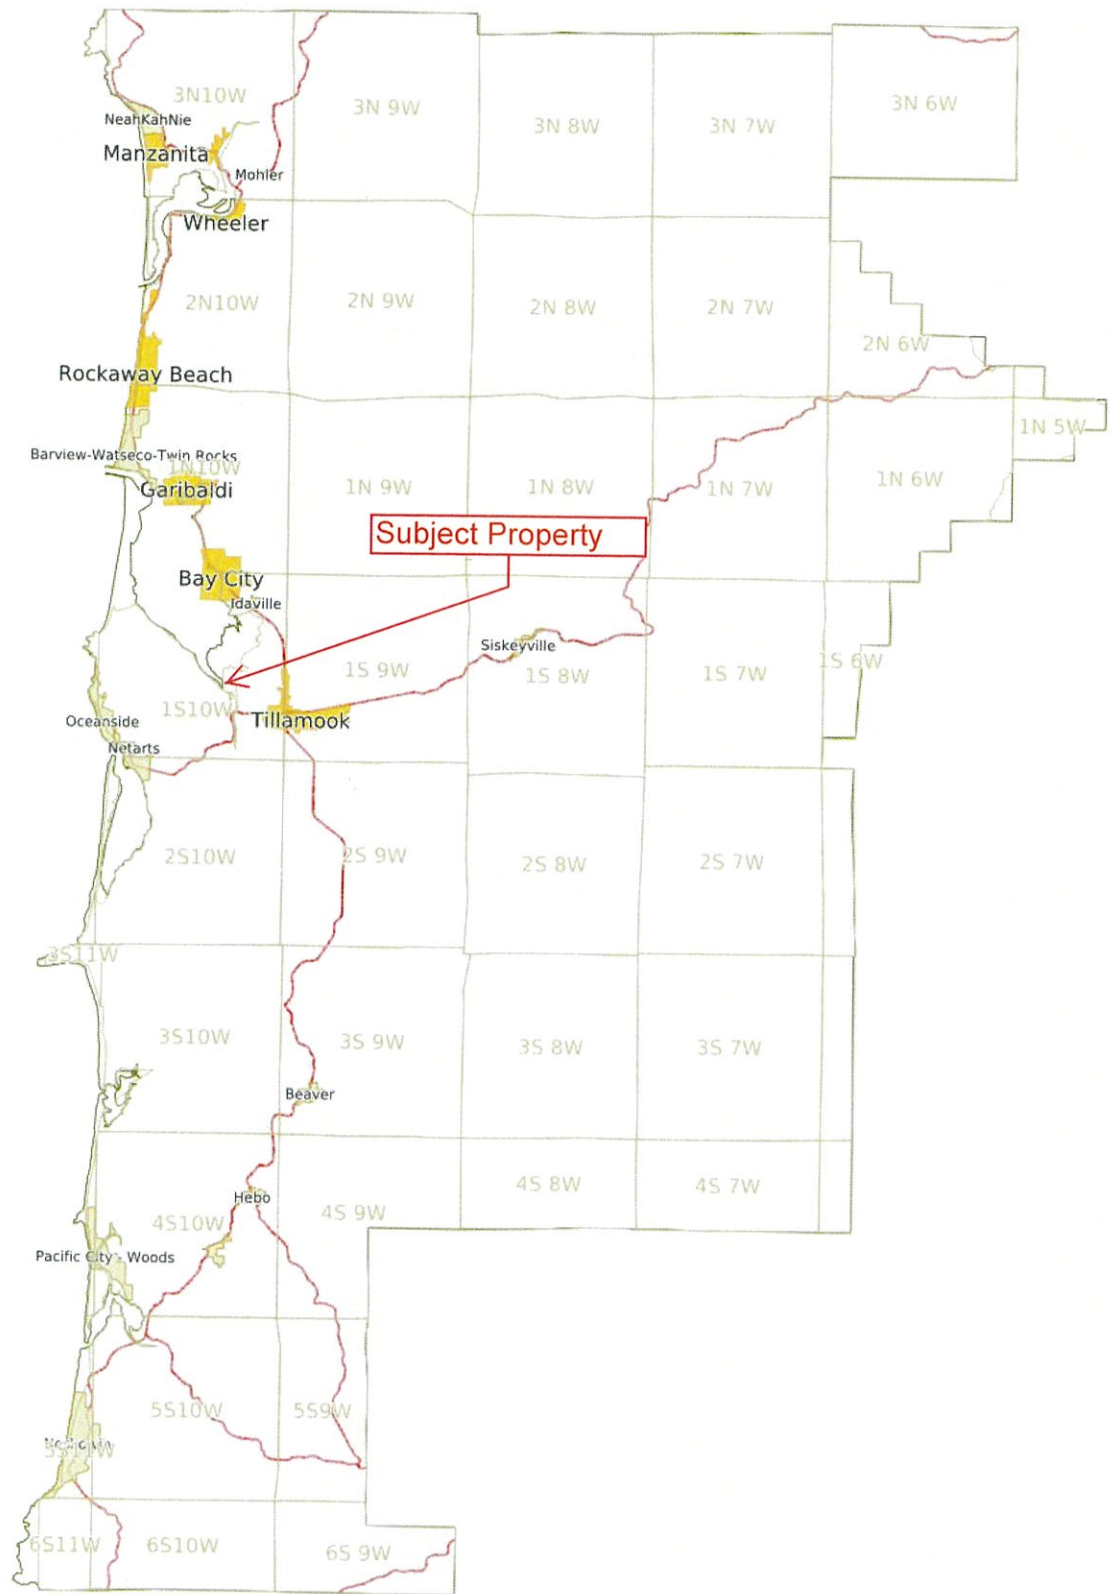 3N10W
3N 9W
3N 8W
3N 7W
3N 6W
NeahKahNie
Manzanita
Mohler
Wheeler
2N10W
2N 9W
2N 8W
2N 7W
2N 6W
Rockaway Beach
1N 5W
Barview-Watseco-Twin Rocks
1N10W
Garibaldi
1N 9W
1N 8W
1N 7W
1N 6W
Subject Property
Bay City
Idaville
Siskeyville
1S 9W
1S 8W
1S 7W
1S 6W
1S10W
Oceanside
Tillamook
Netarts
2S10W
2S 9W
2S 8W
2S 7W
3S11W
3S10W
3S 9W
3S 8W
3S 7W
Beaver
4S 8W
4S 7W
Hebo
4S10W
4S 9W
Pacific City - Woods
5S10W
5S9W
5S11W
6S11W
6S10W
6S 9W